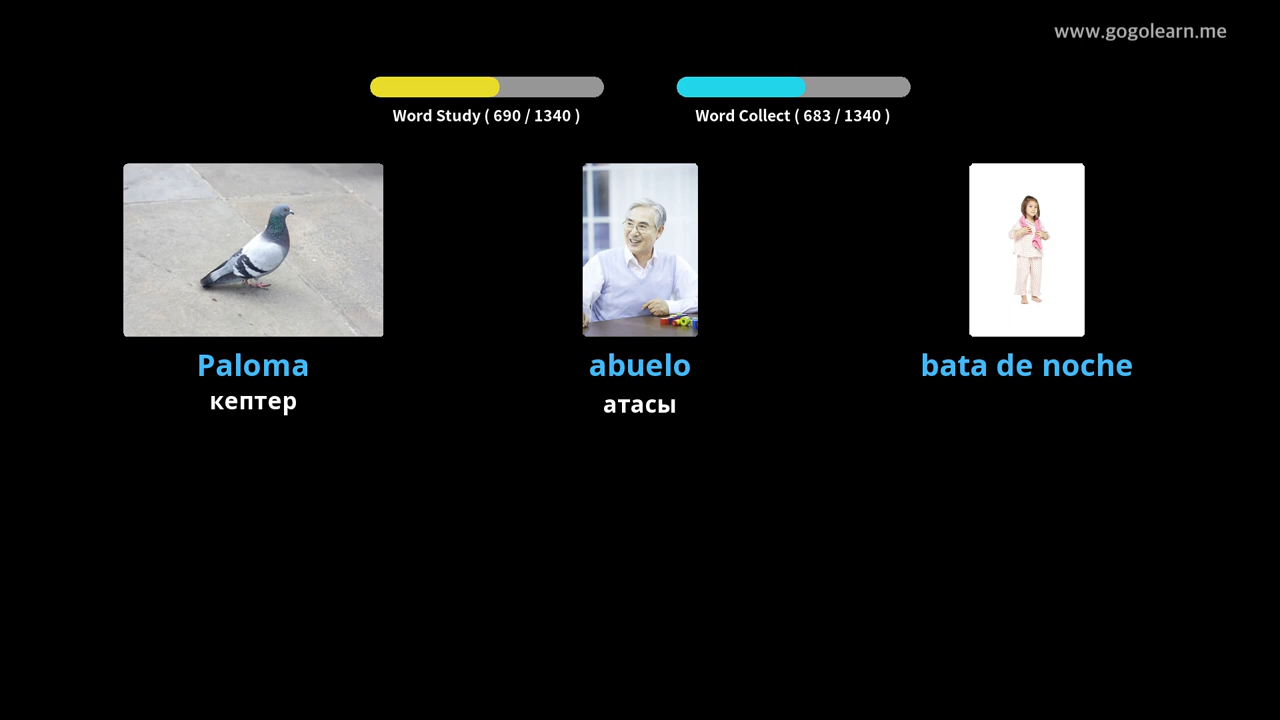 www.gogolearn.me
Word Study ( 690 / 1340 )
Word Collect ( 683 / 1340 )
Paloma
кептер
abuelo
атасы
bata de noche